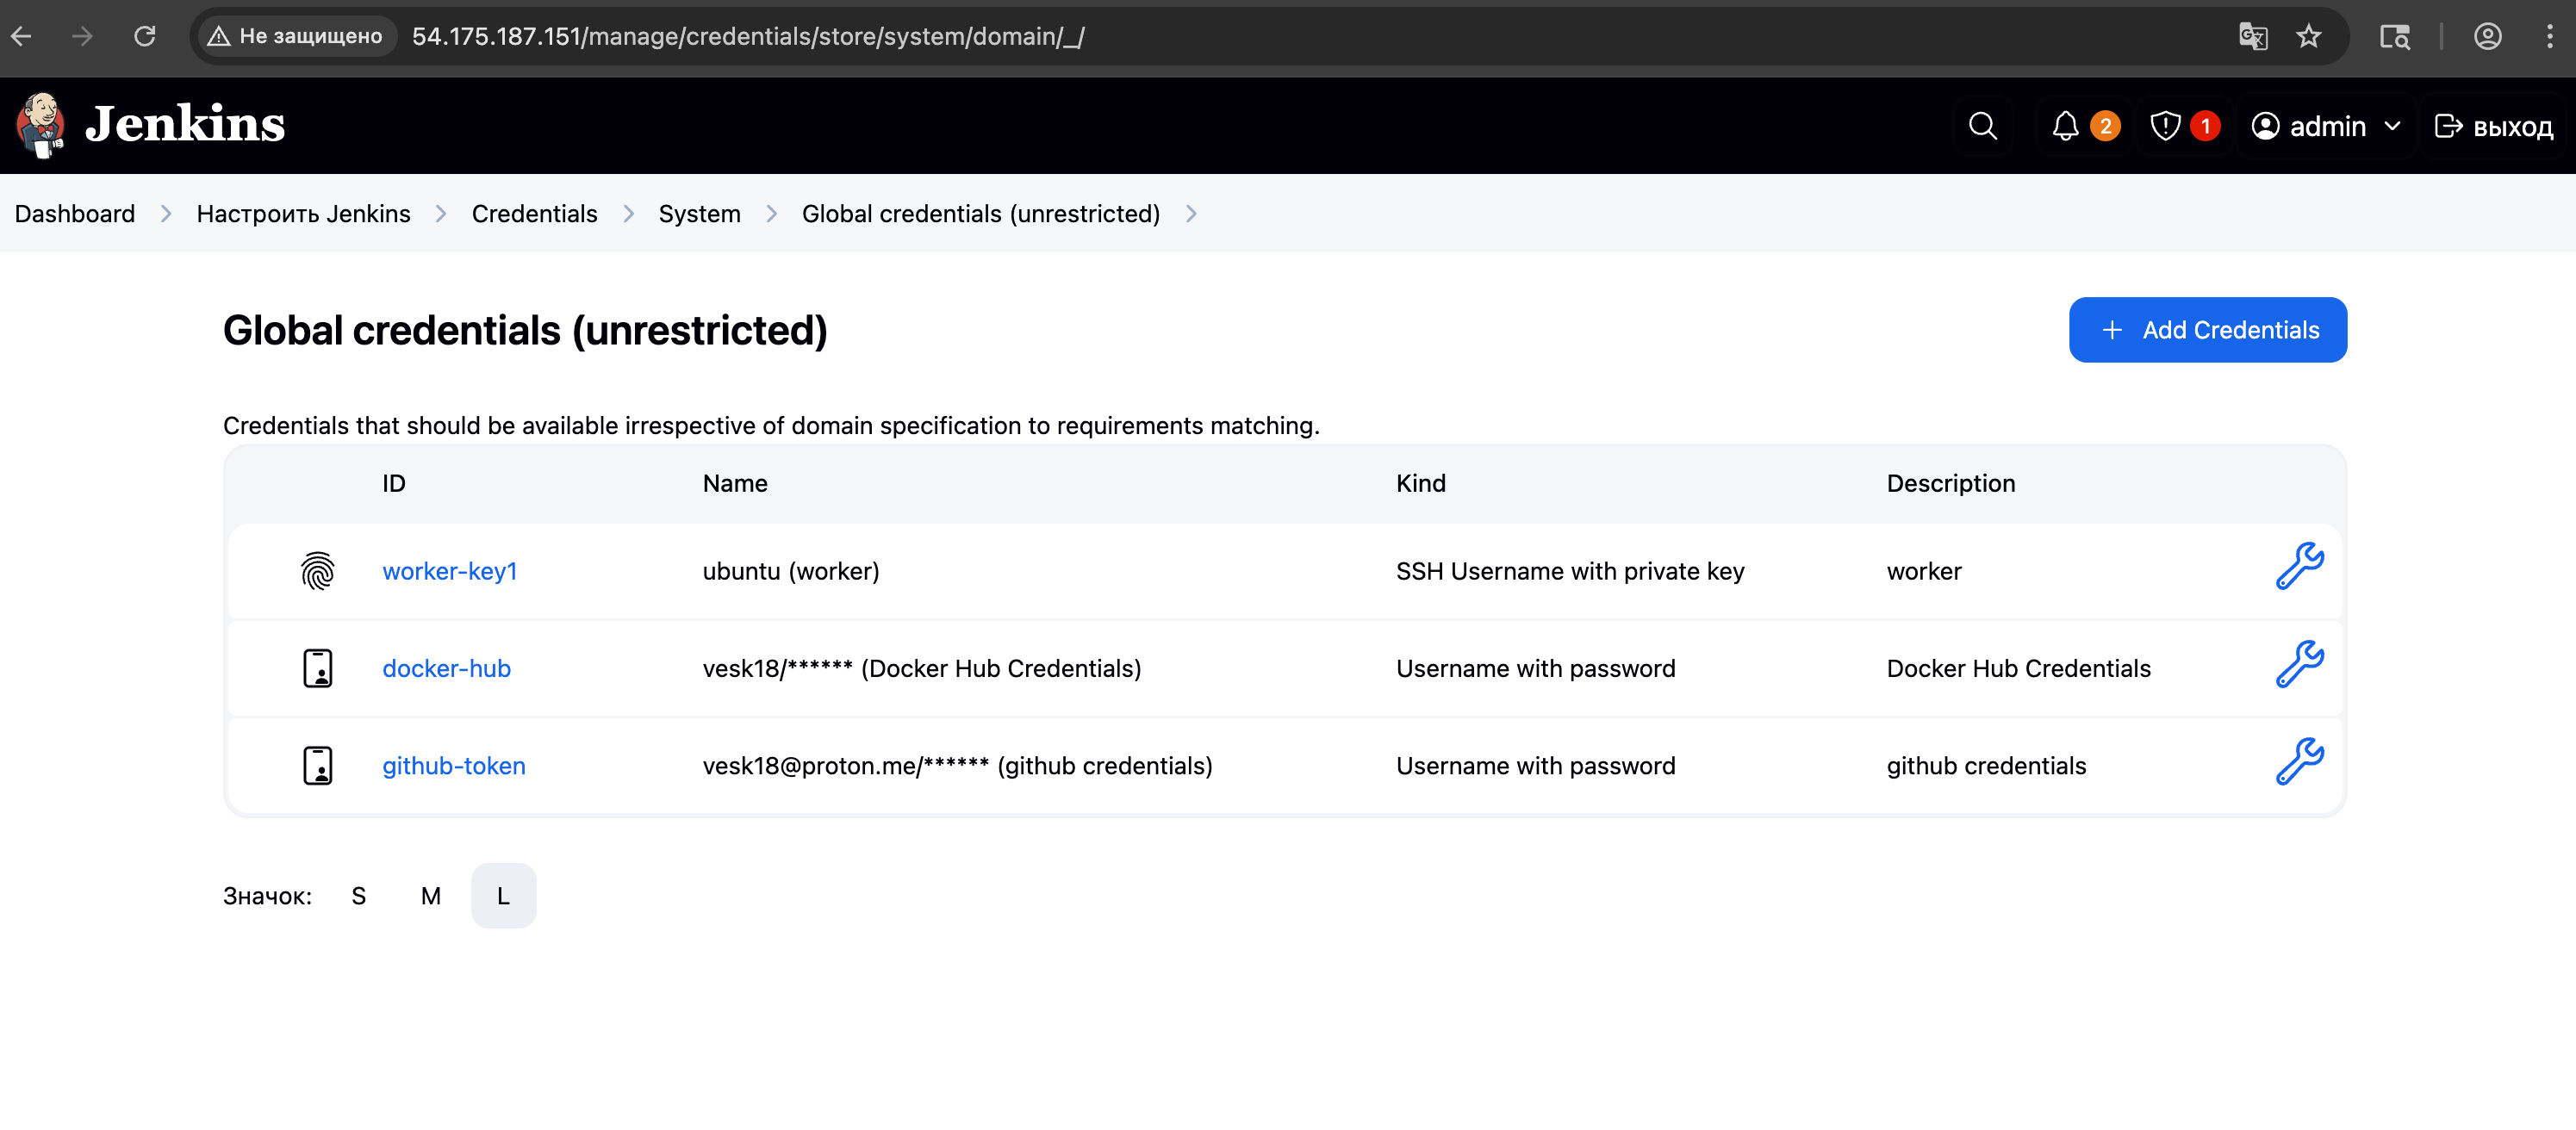 Не защищено 54.175.187.151/manage/credentials/store/system/domain/_/
Jenkins 2 1 admin выход
Dashboard Настроить Jenkins Credentials System Global credentials (unrestricted)
Global credentials (unrestricted)
+ Add Credentials
Credentials that should be available irrespective of domain specification to requirements matching.
ID Name Kind Description
worker-key1 ubuntu (worker) SSH Username with private key worker
docker-hub vesk18/****** (Docker Hub Credentials) Username with password Docker Hub Credentials
github-token vesk18@proton.me/****** (github credentials) Username with password github credentials
Значок: S M L